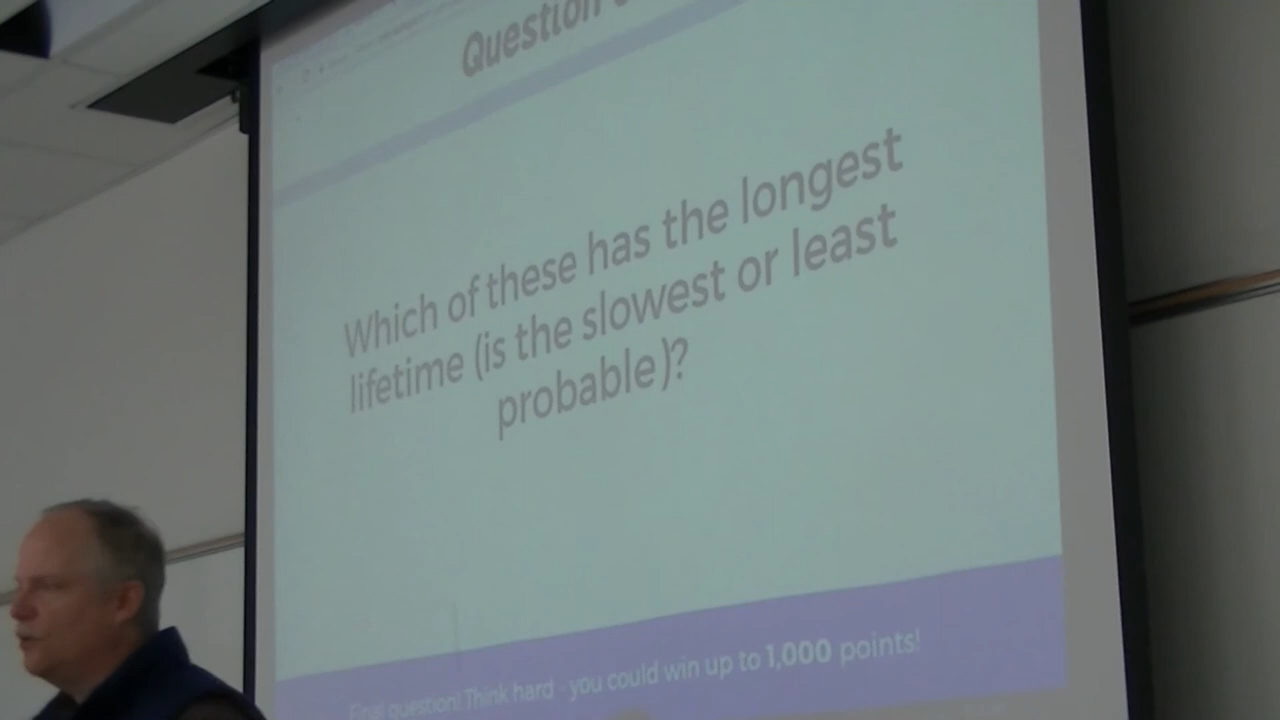 Question
Which of these has the longest
lifetime (is the slowest or least
probable)?
Final question! Think hard - you could win up to 1,000 points!